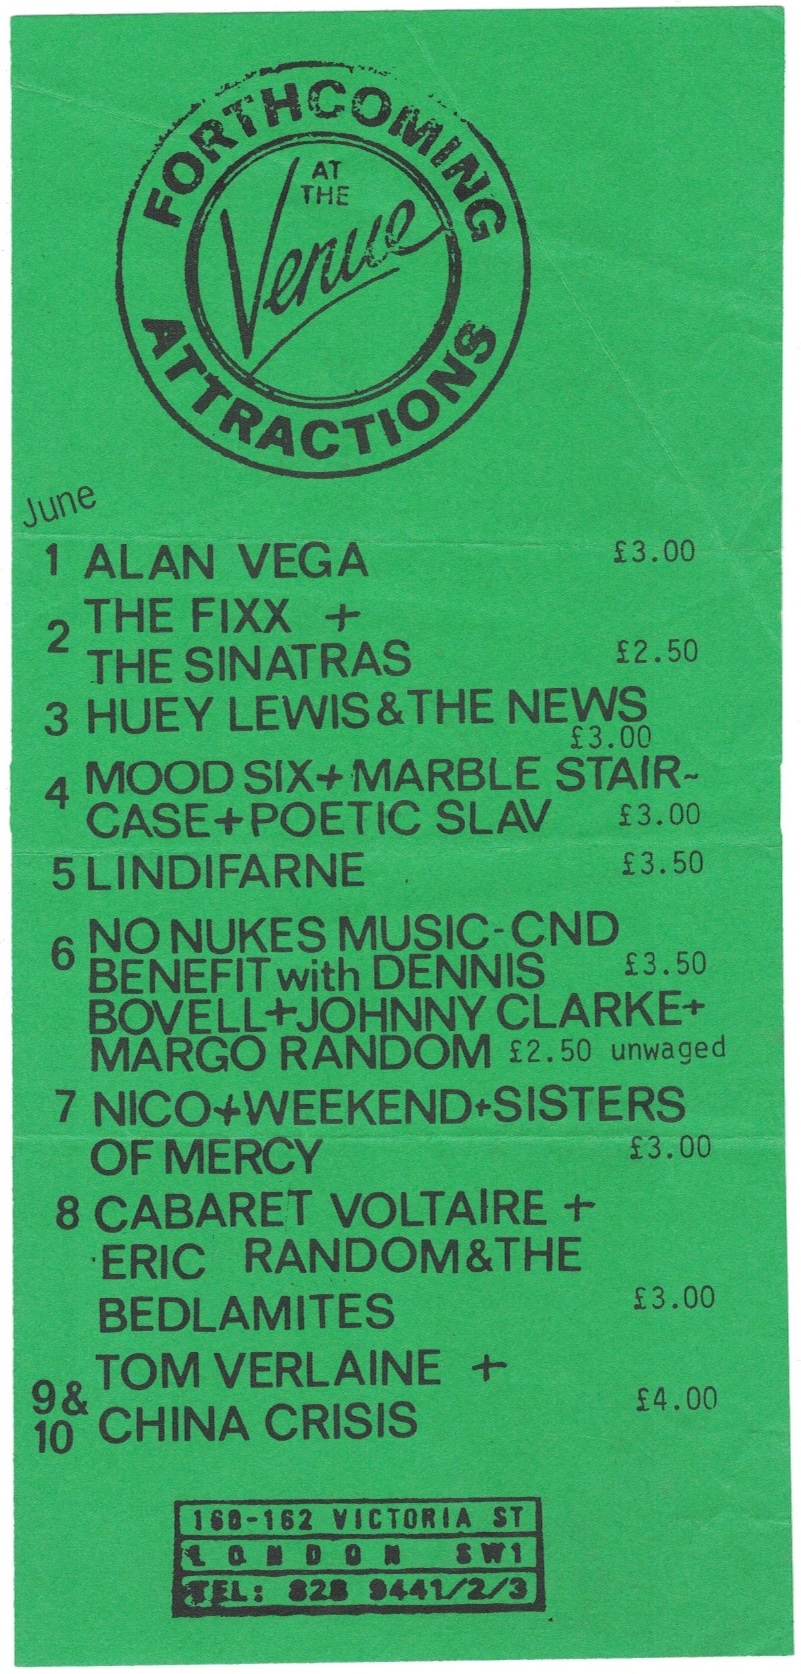 FORTHCOMING
AT
THE
Venue
ATTRACTIONS
June
1 ALAN VEGA £3.00
2 THE FIXX +
THE SINATRAS £2.50
3 HUEY LEWIS & THE NEWS
£3.00
4 MOOD SIX + MARBLE STAIR~
CASE + POETIC SLAV £3.00
5 LINDIFARNE £3.50
6 NO NUKES MUSIC - CND
BENEFIT with DENNIS £3.50
BOVELL + JOHNNY CLARKE +
MARGO RANDOM £2.50 unwaged
7 NICO + WEEKEND + SISTERS
OF MERCY £3.00
8 CABARET VOLTAIRE +
ERIC RANDOM & THE
BEDLAMITES £3.00
9 & TOM VERLAINE +
10 CHINA CRISIS £4.00
160-162 VICTORIA ST
LONDON SW1
TEL: 828 9441/2/3